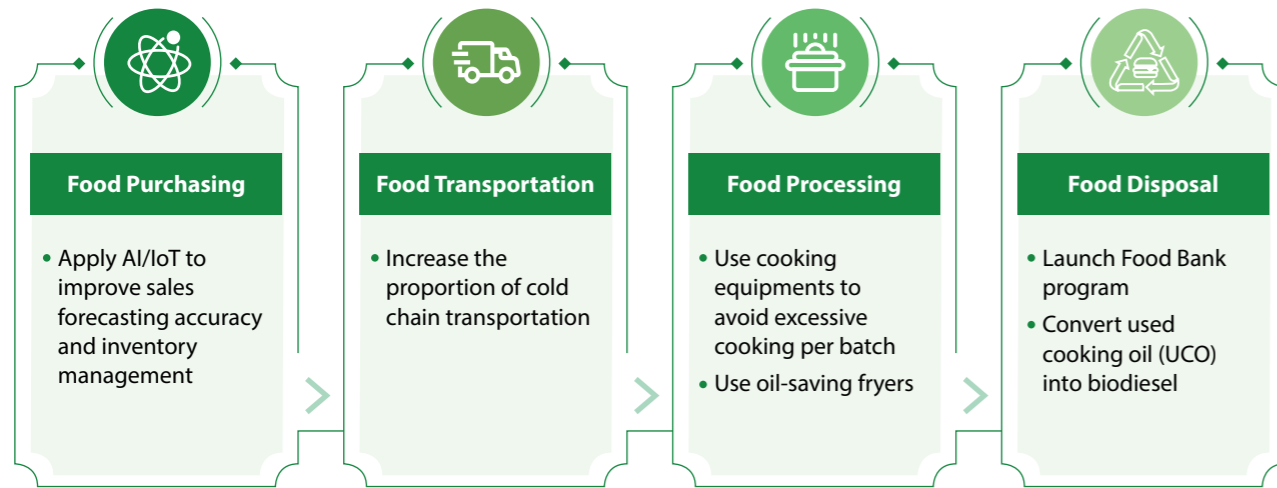 Food Purchasing
• Apply AI/IoT to
improve sales
forecasting accuracy
and inventory
management
Food Transportation
• Increase the
proportion of cold
chain transportation
Food Processing
• Use cooking
equipments to
avoid excessive
cooking per batch
• Use oil-saving fryers
Food Disposal
• Launch Food Bank
program
• Convert used
cooking oil (UCO)
into biodiesel